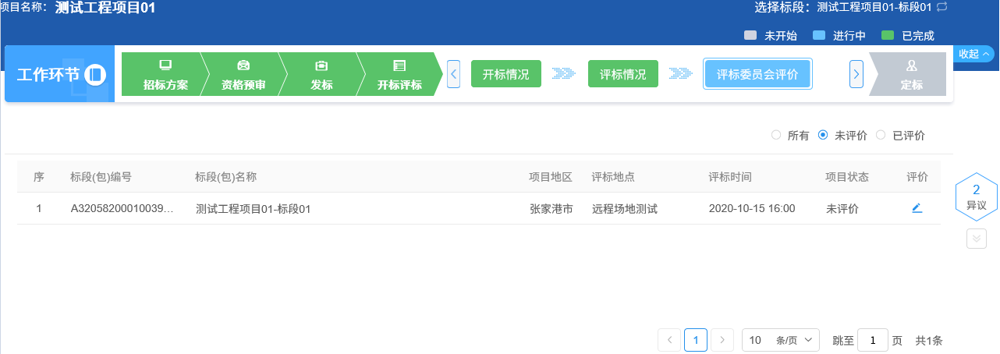 项目名称: 测试工程项目01
选择标段: 测试工程项目01-标段01
未开始 进行中 已完成
收起
工作环节
招标方案 资格预审 发标 开标评标
开标情况 评标情况 评标委员会评价
定标
所有 未评价 已评价
序 标段(包)编号 标段(包)名称 项目地区 评标地点 评标时间 项目状态 评价
1 A32058200010039... 测试工程项目01-标段01 张家港市 远程场地测试 2020-10-15 16:00 未评价
2
异议
1 10 条/页 跳至 1 页 共1条